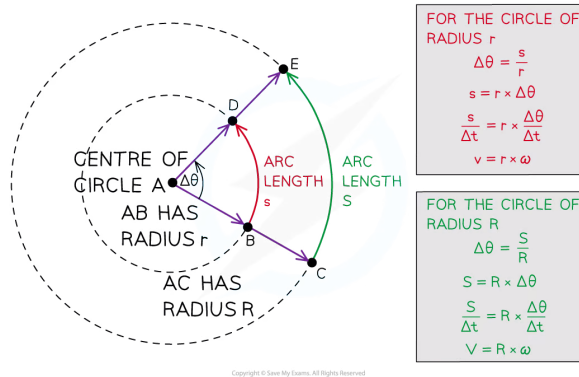 E
D
CENTRE OF
CIRCLE A
Δθ
AB HAS
RADIUS r
B
C
AC HAS
RADIUS R
ARC
LENGTH
s
ARC
LENGTH
S
FOR THE CIRCLE OF
RADIUS r
Δθ = s/r
s = r × Δθ
s/Δt = r × Δθ/Δt
v = r × ω
FOR THE CIRCLE OF
RADIUS R
Δθ = S/R
S = R × Δθ
S/Δt = R × Δθ/Δt
V = R × ω
Copyright © Save My Exams. All Rights Reserved